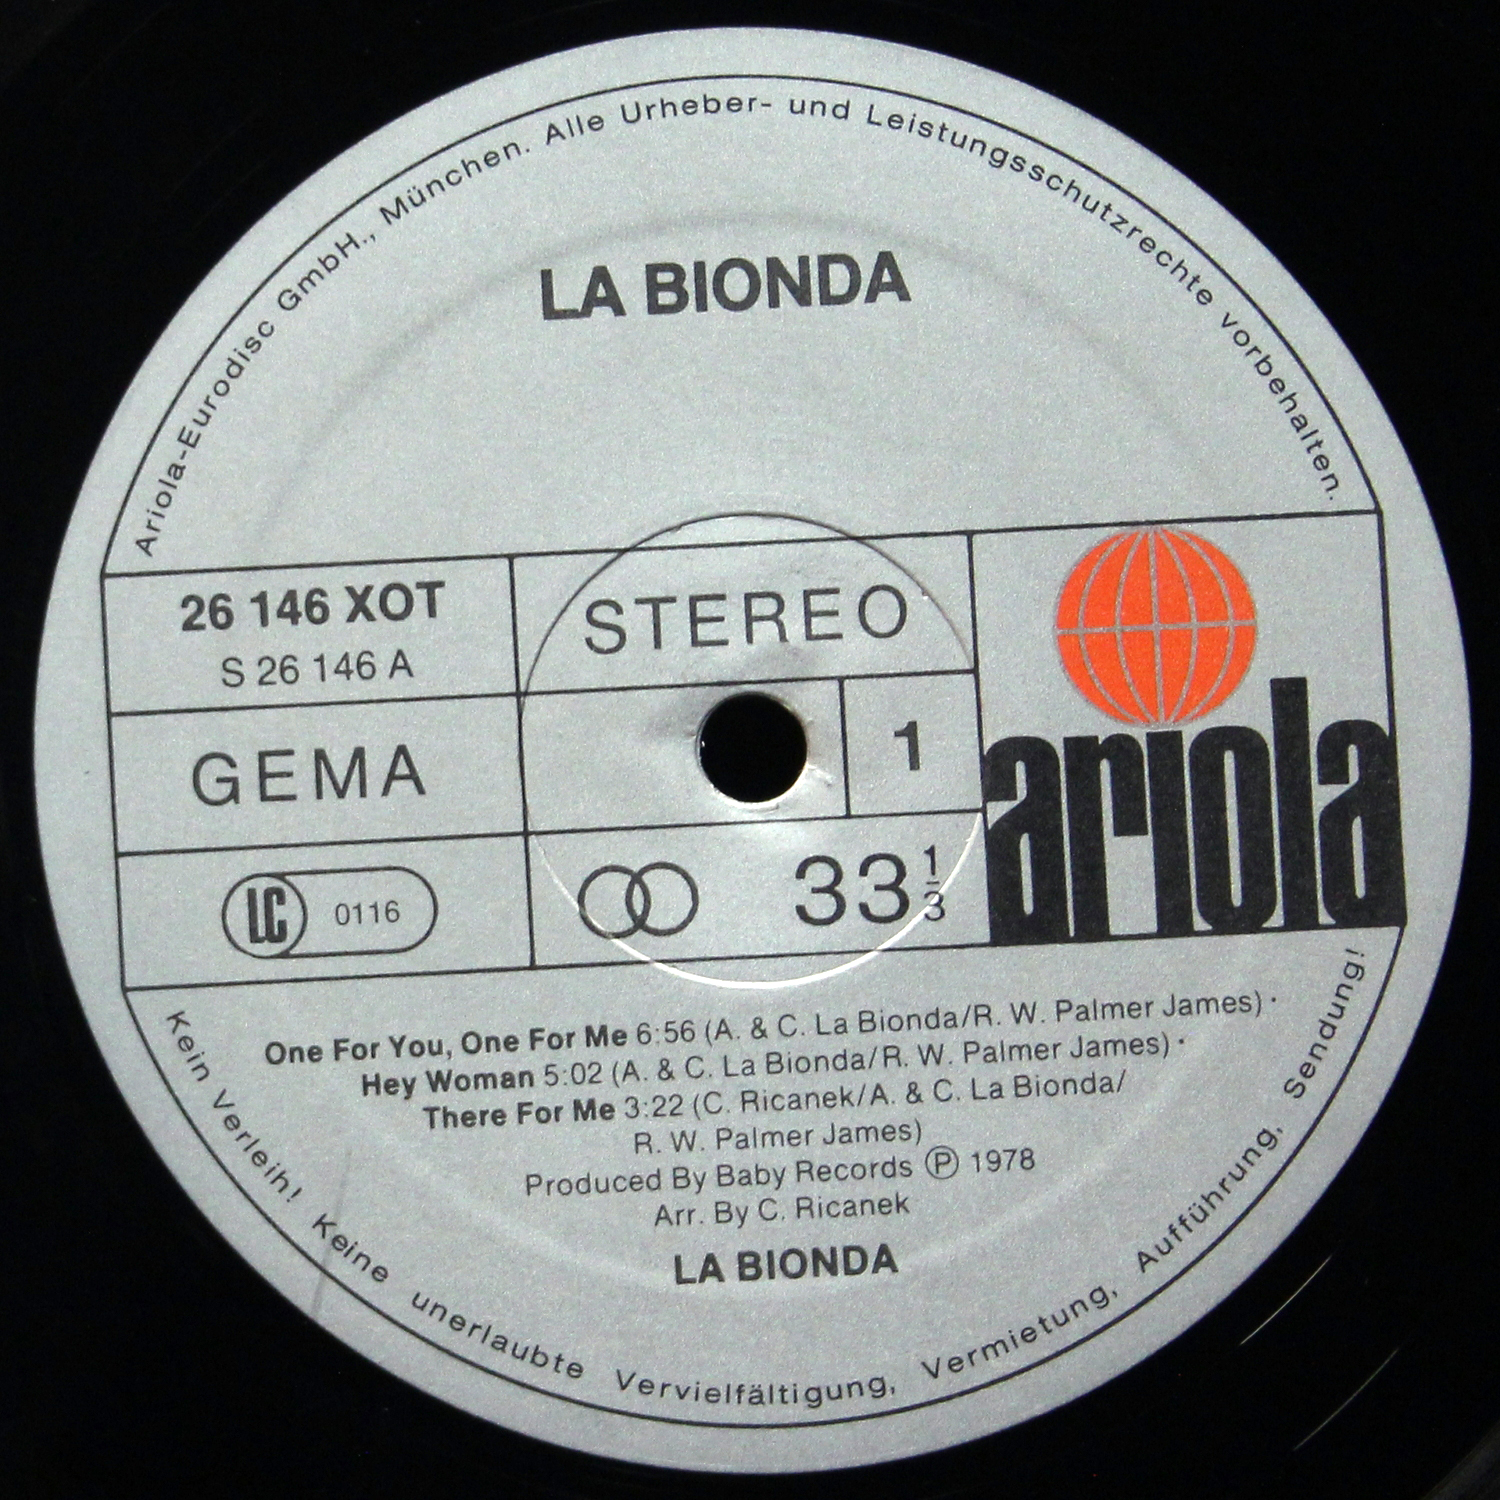 Ariola-Eurodisc GmbH., München. Alle Urheber- und Leistungsschutzrechte vorbehalten.
LA BIONDA
26 146 XOT
S 26 146 A
STEREO
GEMA
1
ariola
LC 0116
33 1/3
One For You, One For Me 6:56 (A. & C. La Bionda/R. W. Palmer James) ·
Hey Woman 5:02 (A. & C. La Bionda/R. W. Palmer James) ·
There For Me 3:22 (C. Ricanek/A. & C. La Bionda/
R. W. Palmer James)
Produced By Baby Records Ⓟ 1978
Arr. By C. Ricanek
LA BIONDA
Kein Verleih! Keine unerlaubte Vervielfältigung, Vermietung, Aufführung, Sendung!